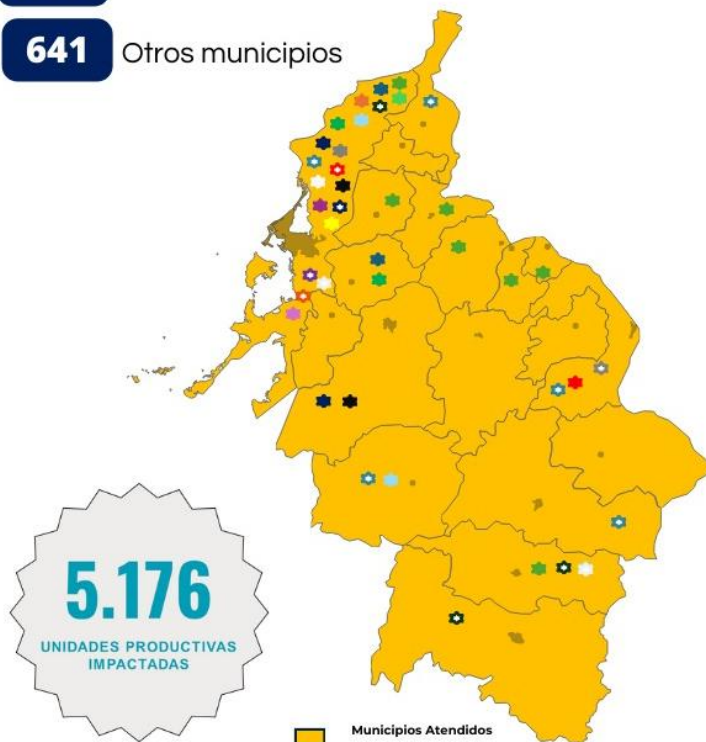 641 Otros municipios
5.176
UNIDADES PRODUCTIVAS
IMPACTADAS
Municipios Atendidos